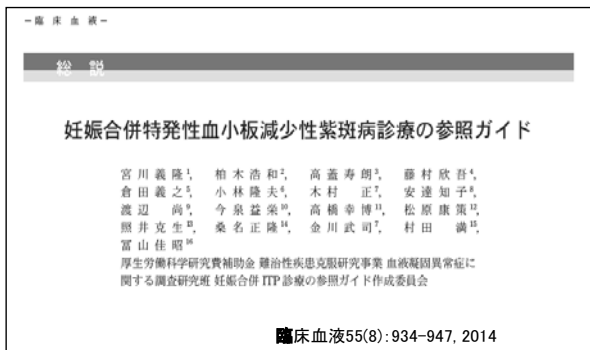 －臨 床 血 液－
総 説
妊娠合併特発性血小板減少性紫斑病診療の参照ガイド
宮 川 義 隆1, 柏 木 浩 和2, 高 蓋 寿 朗3, 藤 村 欣 吾4,
倉 田 義 之5, 小 林 隆 夫6, 木 村 正7, 安 達 知 子8,
渡 辺 尚9, 今 泉 益 栄10, 高 橋 幸 博11, 松 原 康 策12,
照 井 克 生13, 桑 名 正 隆14, 金 川 武 司7, 村 田 満15,
冨 山 佳 昭16
厚生労働科学研究費補助金 難治性疾患克服研究事業 血液凝固異常症に
関する調査研究班 妊娠合併 ITP 診療の参照ガイド作成委員会
臨床血液55(8):934-947, 2014